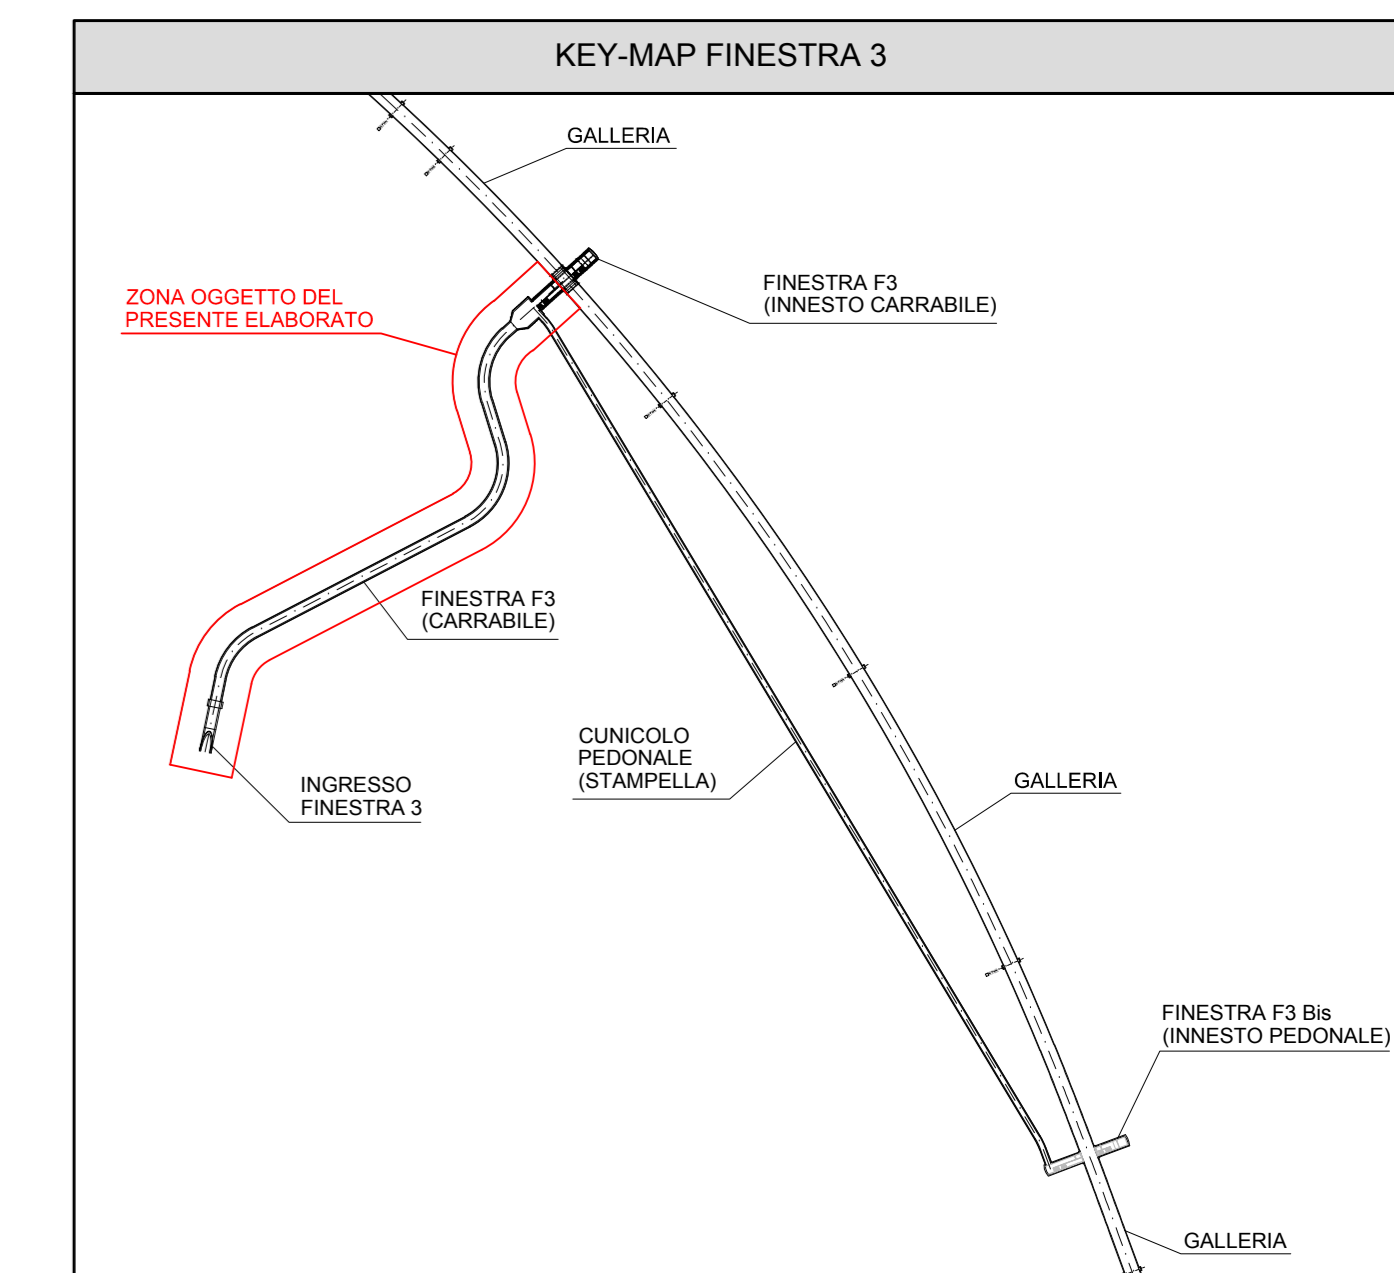 KEY-MAP FINESTRA 3
GALLERIA
ZONA OGGETTO DEL
PRESENTE ELABORATO
FINESTRA F3
(INNESTO CARRABILE)
FINESTRA F3
(CARRABILE)
CUNICOLO
PEDONALE
(STAMPELLA)
INGRESSO
FINESTRA 3
GALLERIA
FINESTRA F3 Bis
(INNESTO PEDONALE)
GALLERIA